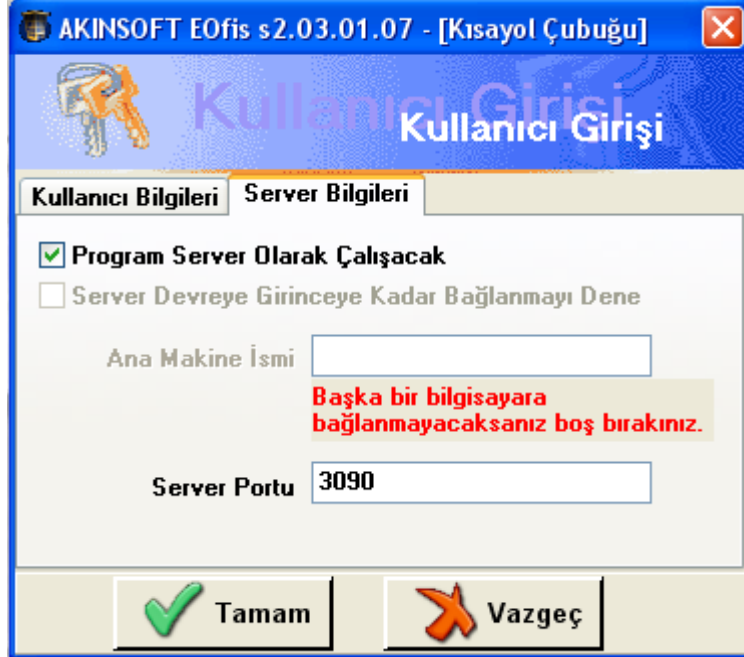 AKINSOFT EOfis s2.03.01.07 - [Kısayol Çubuğu]
Kullanıcı Girişi
Kullanıcı Girişi
Kullanıcı Bilgileri
Server Bilgileri
Program Server Olarak Çalışacak
Server Devreye Girinceye Kadar Bağlanmayı Dene
Ana Makine İsmi
Başka bir bilgisayara
bağlanmayacaksanız boş bırakınız.
Server Portu 3090
Tamam
Vazgeç